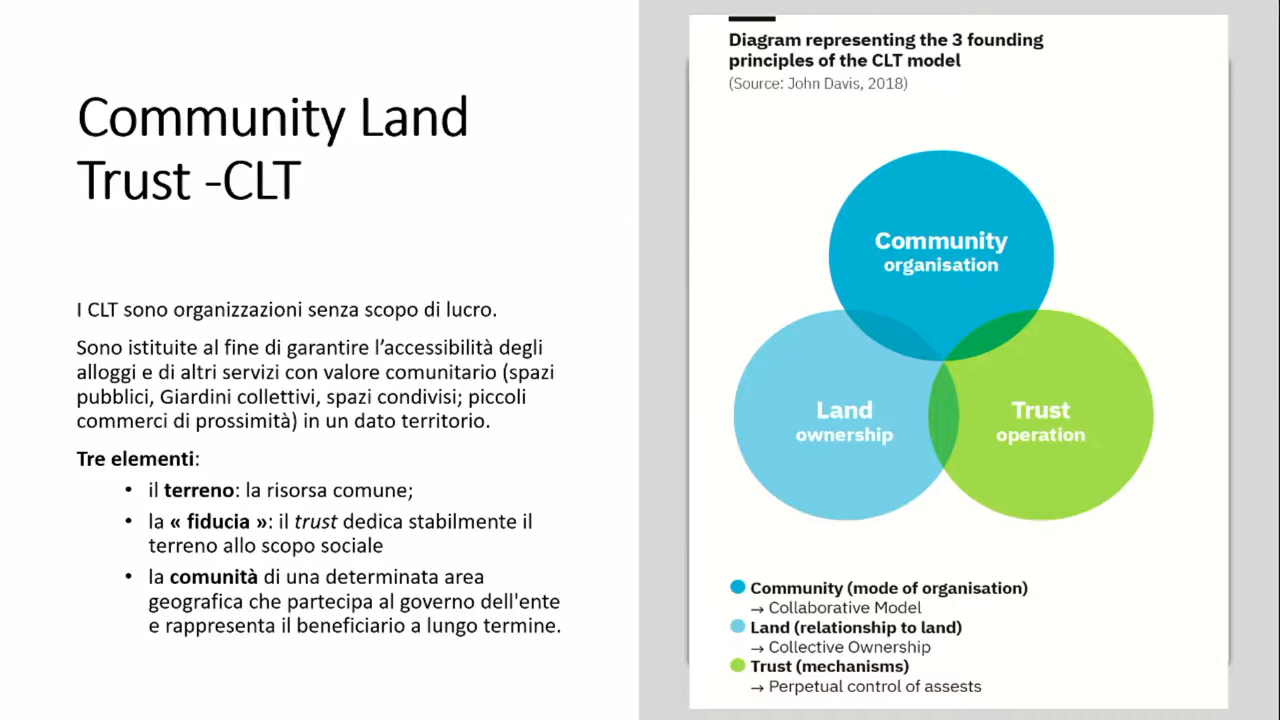 Community Land
Trust -CLT
I CLT sono organizzazioni senza scopo di lucro.
Sono istituite al fine di garantire l’accessibilità degli
alloggi e di altri servizi con valore comunitario (spazi
pubblici, Giardini collettivi, spazi condivisi; piccoli
commerci di prossimità) in un dato territorio.
Tre elementi:
• il terreno: la risorsa comune;
• la « fiducia »: il trust dedica stabilmente il
terreno allo scopo sociale
• la comunità di una determinata area
geografica che partecipa al governo dell'ente
e rappresenta il beneficiario a lungo termine.
Diagram representing the 3 founding
principles of the CLT model
(Source: John Davis, 2018)
Community
organisation
Land
ownership
Trust
operation
Community (mode of organisation)
→ Collaborative Model
Land (relationship to land)
→ Collective Ownership
Trust (mechanisms)
→ Perpetual control of assests